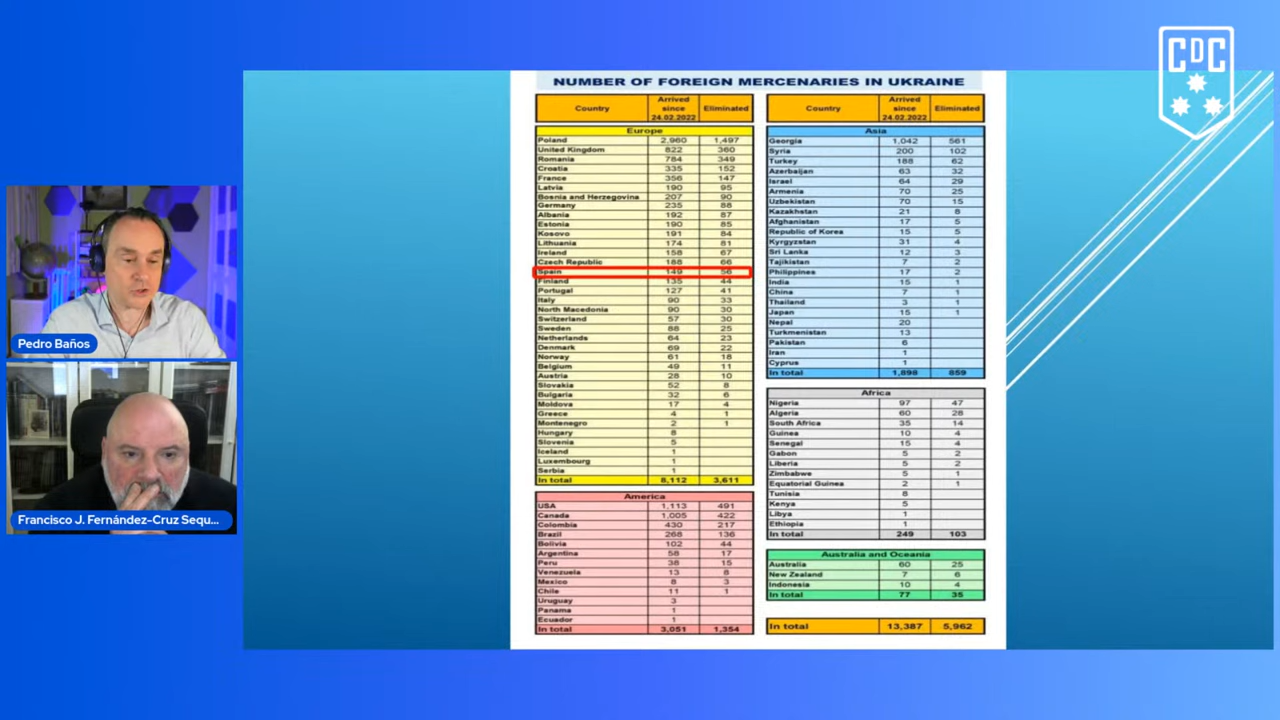 CDC
NUMBER OF FOREIGN MERCENARIES IN UKRAINE
Country Arrived since 24.02.2022 Eliminated
Europe
Poland 2,960 1,497
United Kingdom 822 360
Romania 784 349
Croatia 335 152
France 356 147
Latvia 190 95
Bosnia and Herzegovina 207 90
Germany 235 88
Albania 192 87
Estonia 190 85
Kosovo 191 84
Lithuania 174 81
Ireland 158 67
Czech Republic 188 66
Spain 149 56
Finland 135 44
Portugal 127 41
Italy 90 33
North Macedonia 90 30
Switzerland 57 30
Sweden 88 25
Netherlands 64 23
Denmark 69 22
Norway 61 18
Belgium 49 11
Austria 28 10
Slovakia 52 8
Bulgaria 32 6
Moldova 17 4
Greece 4 1
Montenegro 2 1
Hungary 8
Slovenia 5
Iceland 1
Luxembourg 1
Serbia 1
In total 8,112 3,611
America
USA 1,113 491
Canada 1,005 422
Colombia 430 217
Brazil 268 136
Bolivia 102 44
Argentina 58 17
Peru 38 15
Venezuela 13 8
Mexico 8 3
Chile 11 1
Uruguay 3
Panama 1
Ecuador 1
In total 3,051 1,354
Country Arrived since 24.02.2022 Eliminated
Asia
Georgia 1,042 561
Syria 200 102
Turkey 188 62
Azerbaijan 63 32
Israel 64 29
Armenia 70 25
Uzbekistan 70 15
Kazakhstan 21 8
Afghanistan 17 5
Republic of Korea 15 5
Kyrgyzstan 31 4
Sri Lanka 12 3
Tajikistan 7 2
Philippines 17 2
India 15 1
China 7 1
Thailand 3 1
Japan 15 1
Nepal 20
Turkmenistan 13
Pakistan 6
Iran 1
Cyprus 1
In total 1,898 859
Africa
Nigeria 97 47
Algeria 60 28
South Africa 35 14
Guinea 10 4
Senegal 15 4
Gabon 5 2
Liberia 5 2
Zimbabwe 5 1
Equatorial Guinea 2 1
Tunisia 8
Kenya 5
Libya 1
Ethiopia 1
In total 249 103
Australia and Oceania
Australia 60 25
New Zealand 7 6
Indonesia 10 4
In total 77 35
In total 13,387 5,962
Pedro Baños
Francisco J. Fernández-Cruz Sequ...